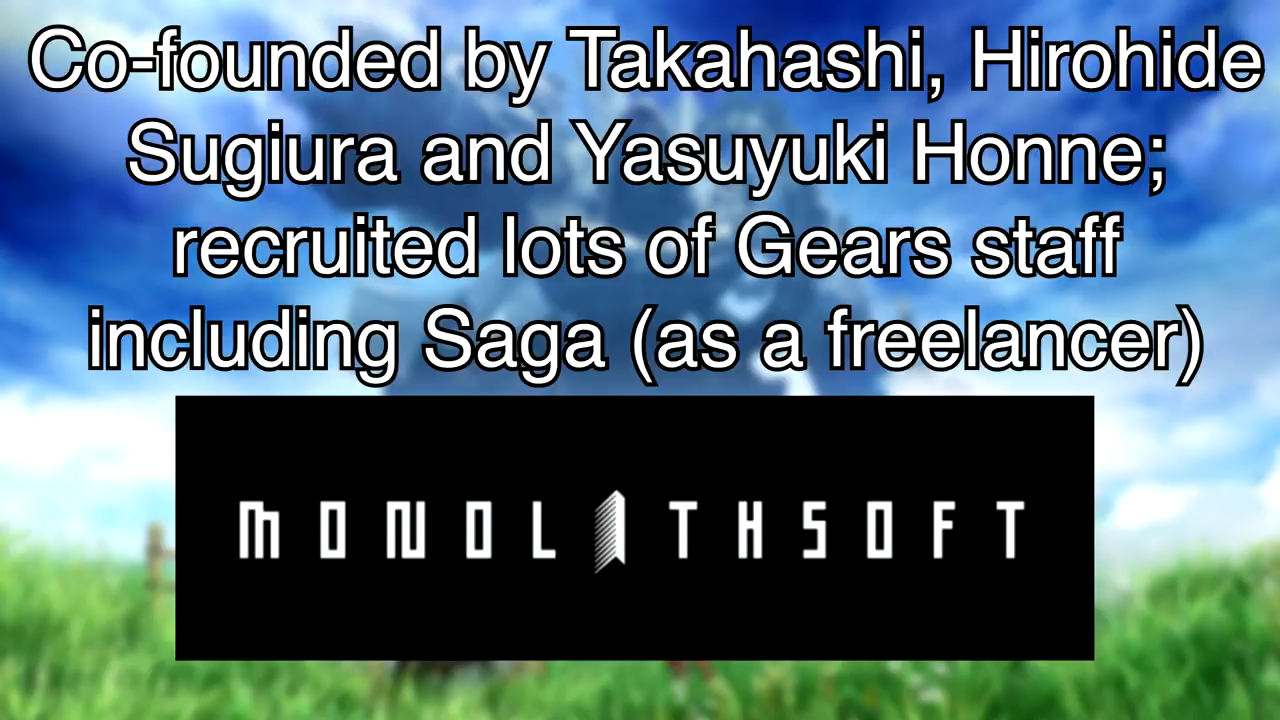 Co-founded by Takahashi, Hirohide
Sugiura and Yasuyuki Honne;
recruited lots of Gears staff
including Saga (as a freelancer)
MONOLITHSOFT